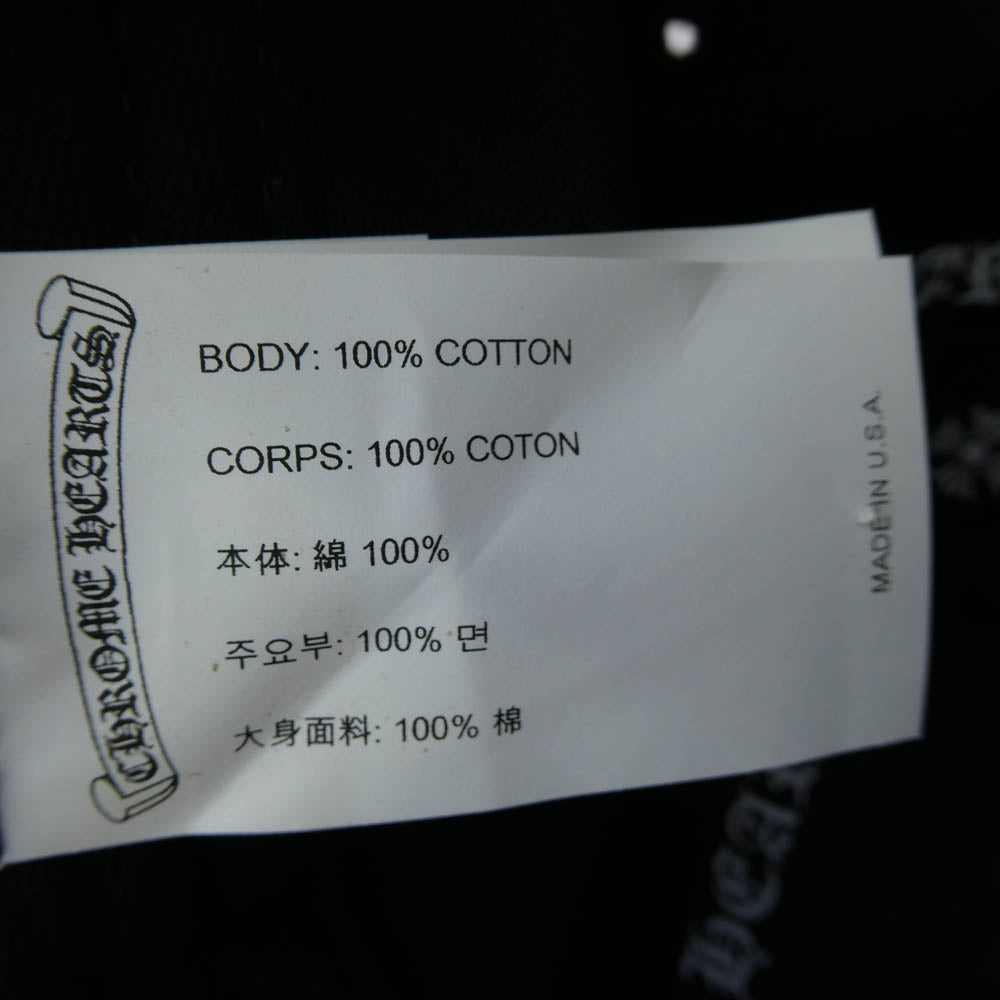 CHROME HEARTS
BODY: 100% COTTON
CORPS: 100% COTON
本体: 綿 100%
주요부: 100% 면
大身面料: 100% 棉
MADE IN U.S.A.
HEAR